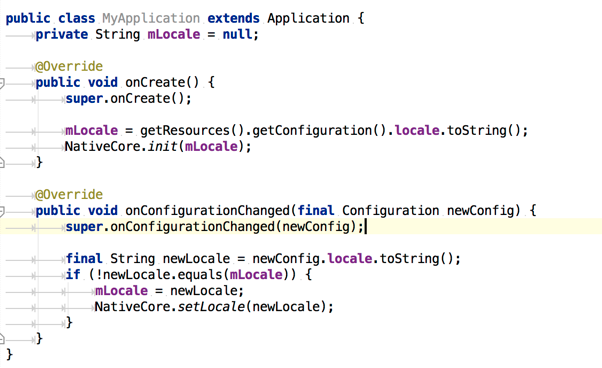 public class MyApplication extends Application {
private String mLocale = null;
@Override
public void onCreate() {
super.onCreate();
mLocale = getResources().getConfiguration().locale.toString();
NativeCore.init(mLocale);
}
@Override
public void onConfigurationChanged(final Configuration newConfig) {
super.onConfigurationChanged(newConfig);
final String newLocale = newConfig.locale.toString();
if (!newLocale.equals(mLocale)) {
mLocale = newLocale;
NativeCore.setLocale(newLocale);
}
}
}